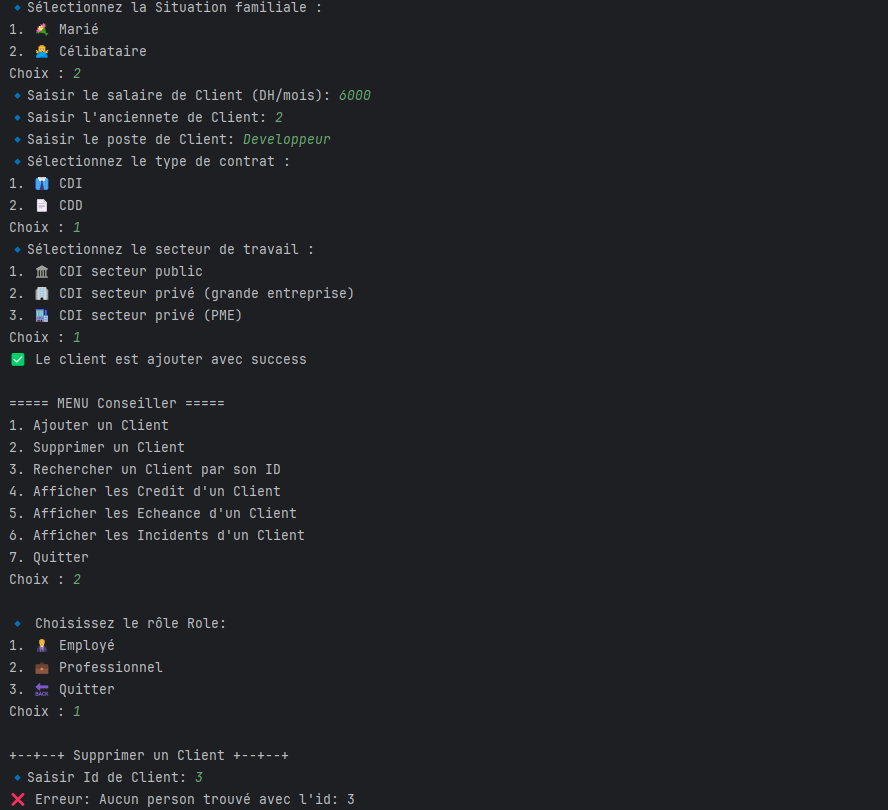 🔹Sélectionnez la Situation familiale :
1. 💐 Marié
2. 🙅 Célibataire
Choix : 2
🔹Saisir le salaire de Client (DH/mois): 6000
🔹Saisir l'anciennete de Client: 2
🔹Saisir le poste de Client: Developpeur
🔹Sélectionnez le type de contrat :
1. 👔 CDI
2. 📄 CDD
Choix : 1
🔹Sélectionnez le secteur de travail :
1. 🏛 CDI secteur public
2. 🏢 CDI secteur privé (grande entreprise)
3. 🏬 CDI secteur privé (PME)
Choix : 1
✅ Le client est ajouter avec success
===== MENU Conseiller =====
1. Ajouter un Client
2. Supprimer un Client
3. Rechercher un Client par son ID
4. Afficher les Credit d'un Client
5. Afficher les Echeance d'un Client
6. Afficher les Incidents d'un Client
7. Quitter
Choix : 2
🔹 Choisissez le rôle Role:
1. 👨‍💼 Employé
2. 💼 Professionnel
3. 🔙 Quitter
Choix : 1
+--+--+ Supprimer un Client +--+--+
🔹Saisir Id de Client: 3
❌ Erreur: Aucun person trouvé avec l'id: 3